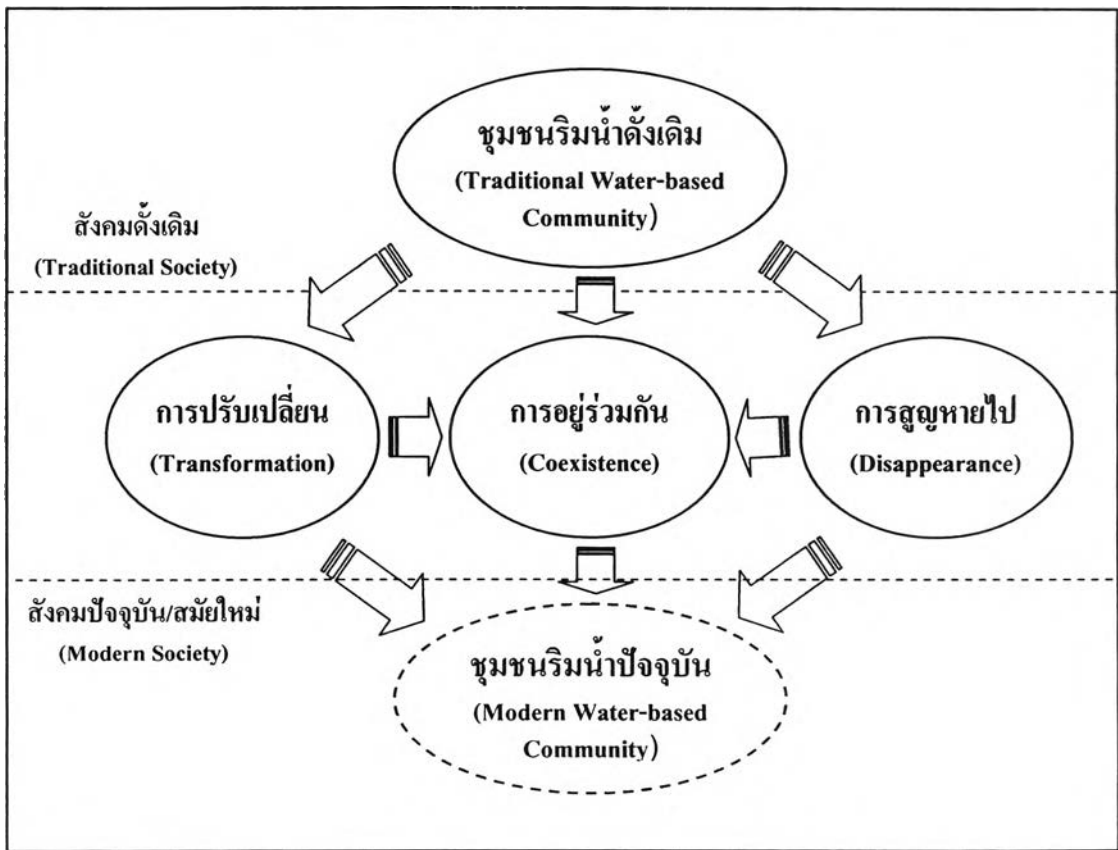 ชุมชนริมน้ำดั้งเดิม
(Traditional Water-based
Community)
สังคมดั้งเดิม
(Traditional Society)
การปรับเปลี่ยน
(Transformation)
การอยู่ร่วมกัน
(Coexistence)
การสูญหายไป
(Disappearance)
สังคมปัจจุบัน/สมัยใหม่
(Modern Society)
ชุมชนริมน้ำปัจจุบัน
(Modern Water-based
Community)